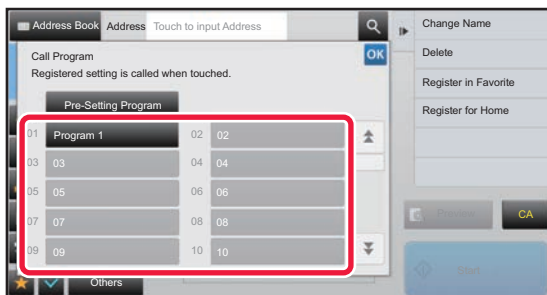 Address Book Address Touch to input Address
Change Name
Call Program OK
Delete
Registered setting is called when touched.
Register in Favorite
Pre-Setting Program
Register for Home
01 Program 1 02 02
03 03 04 04
05 05 06 06
07 07 08 08
Preview CA
09 09 10 10
Start
Others